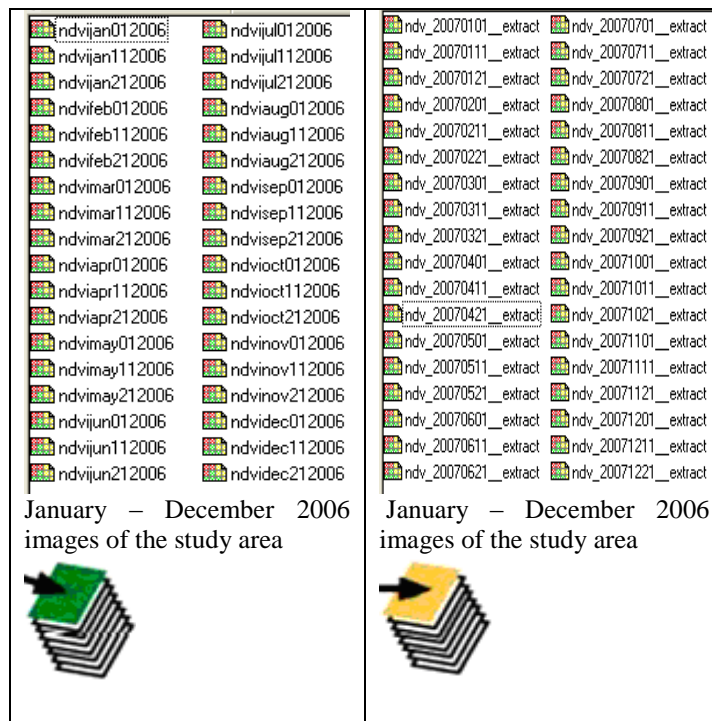 ndvijan012006 ndvijul012006
ndvijan112006 ndvijul112006
ndvijan212006 ndvijul212006
ndvifeb012006 ndviaug012006
ndvifeb112006 ndviaug112006
ndvifeb212006 ndviaug212006
ndvimar012006 ndvisep012006
ndvimar112006 ndvisep112006
ndvimar212006 ndvisep212006
ndviapr012006 ndvioct012006
ndviapr112006 ndvioct112006
ndviapr212006 ndvioct212006
ndvimay012006 ndvinov012006
ndvimay112006 ndvinov112006
ndvimay212006 ndvinov212006
ndvijun012006 ndvidec012006
ndvijun112006 ndvidec112006
ndvijun212006 ndvidec212006
January – December 2006
images of the study area
ndv_20070101__extract ndv_20070701__extract
ndv_20070111__extract ndv_20070711__extract
ndv_20070121__extract ndv_20070721__extract
ndv_20070201__extract ndv_20070801__extract
ndv_20070211__extract ndv_20070811__extract
ndv_20070221__extract ndv_20070821__extract
ndv_20070301__extract ndv_20070901__extract
ndv_20070311__extract ndv_20070911__extract
ndv_20070321__extract ndv_20070921__extract
ndv_20070401__extract ndv_20071001__extract
ndv_20070411__extract ndv_20071011__extract
ndv_20070421__extract ndv_20071021__extract
ndv_20070501__extract ndv_20071101__extract
ndv_20070511__extract ndv_20071111__extract
ndv_20070521__extract ndv_20071121__extract
ndv_20070601__extract ndv_20071201__extract
ndv_20070611__extract ndv_20071211__extract
ndv_20070621__extract ndv_20071221__extract
January – December 2006
images of the study area